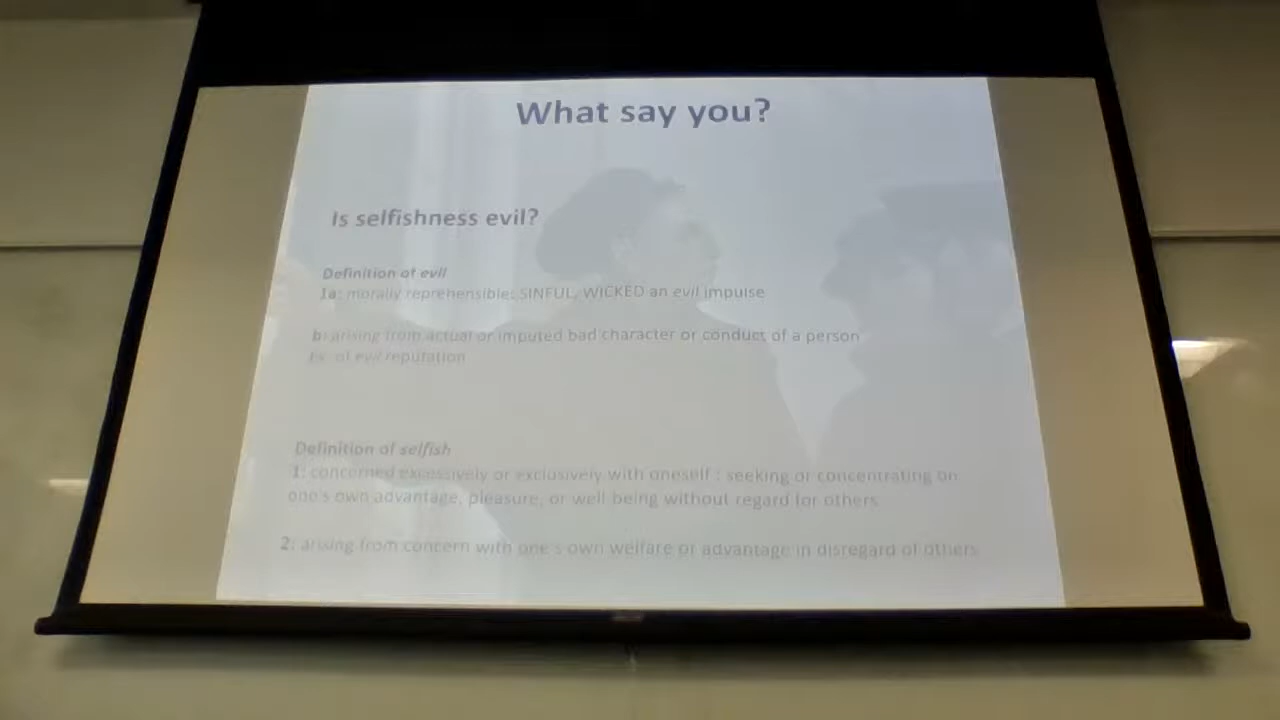 What say you?
Is selfishness evil?
Definition of evil
1a: morally reprehensible: SINFUL, WICKED an evil impulse
b: arising from actual or imputed bad character or conduct of a person
of evil reputation
Definition of selfish
1: concerned excessively or exclusively with oneself : seeking or concentrating on
one's own advantage, pleasure, or well being without regard for others
2: arising from concern with one's own welfare or advantage in disregard of others